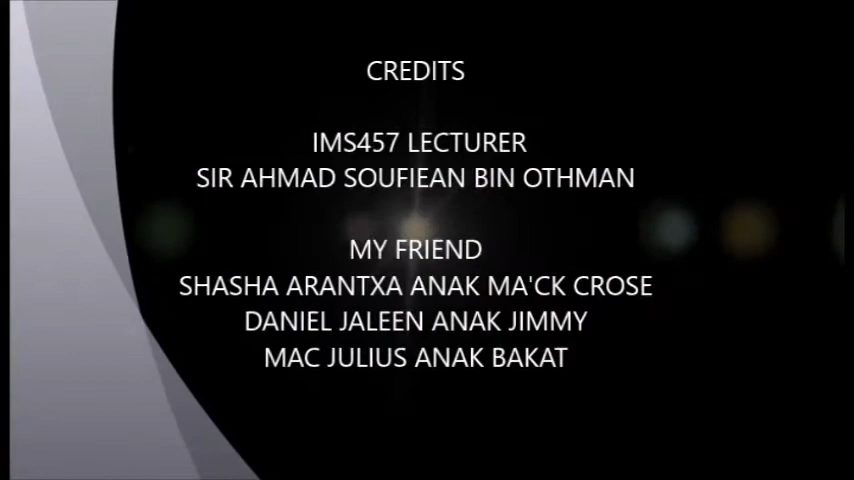 CREDITS
IMS457 LECTURER
SIR AHMAD SOUFIEAN BIN OTHMAN
MY FRIEND
SHASHA ARANTXA ANAK MA'CK CROSE
DANIEL JALEEN ANAK JIMMY
MAC JULIUS ANAK BAKAT